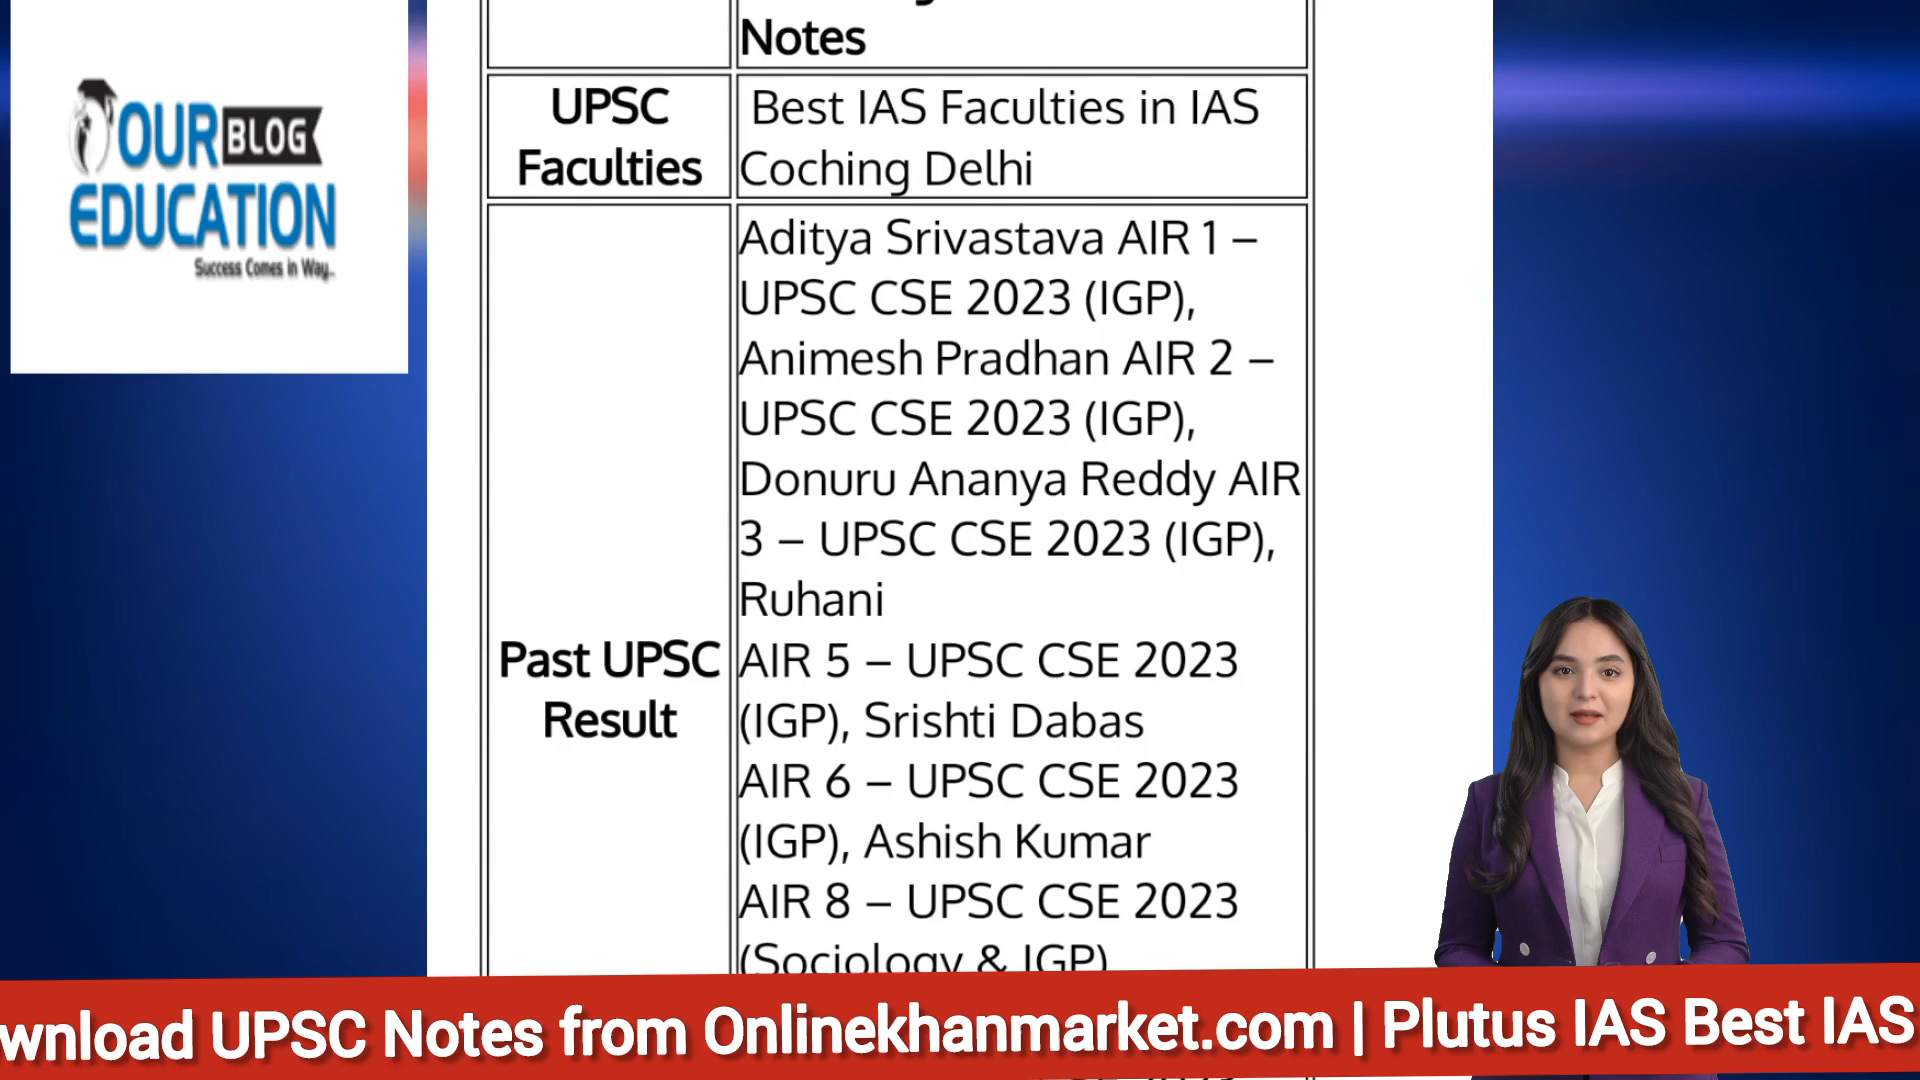 OUR BLOG
EDUCATION
Success Comes in Way..
Notes
UPSC
Faculties
Best IAS Faculties in IAS
Coching Delhi
Past UPSC
Result
Aditya Srivastava AIR 1 –
UPSC CSE 2023 (IGP),
Animesh Pradhan AIR 2 –
UPSC CSE 2023 (IGP),
Donuru Ananya Reddy AIR
3 – UPSC CSE 2023 (IGP),
Ruhani
AIR 5 – UPSC CSE 2023
(IGP), Srishti Dabas
AIR 6 – UPSC CSE 2023
(IGP), Ashish Kumar
AIR 8 – UPSC CSE 2023
(Sociology & IGP)
wnload UPSC Notes from Onlinekhanmarket.com | Plutus IAS Best IAS